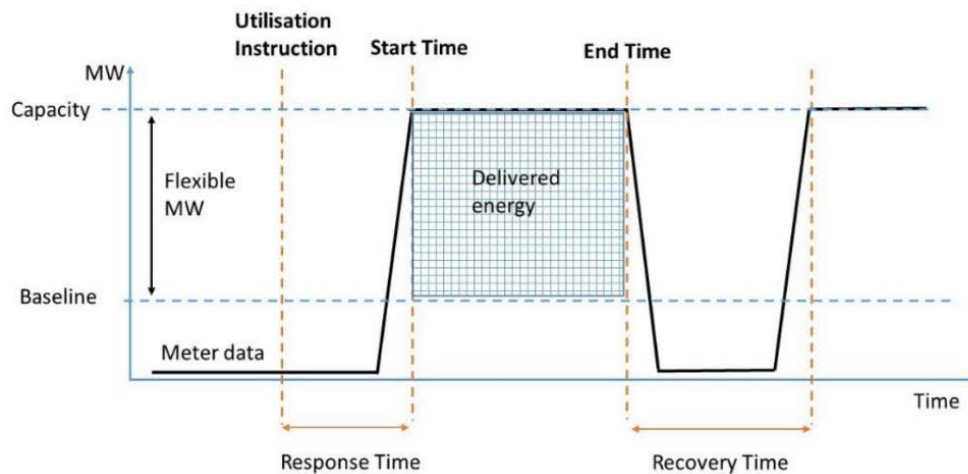 Utilisation
Instruction
Start Time
End Time
MW
Capacity
Flexible
MW
Delivered
energy
Baseline
Meter data
Time
Response Time
Recovery Time